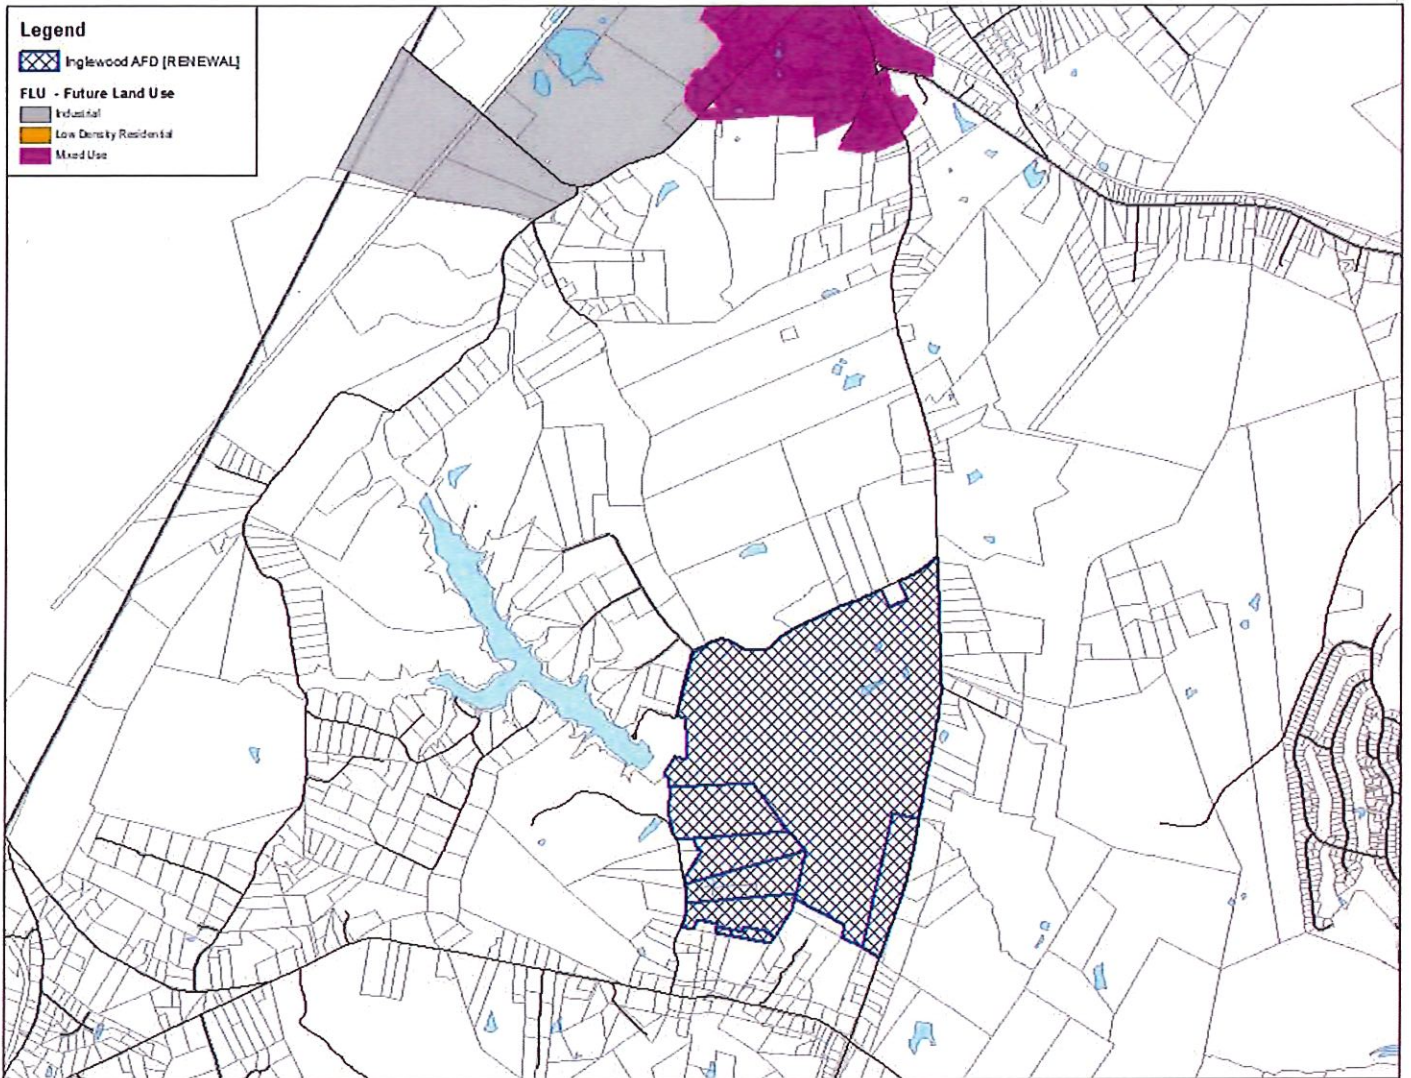 Legend
Inglewood AFD [RENEWAL]
FLU - Future Land Use
Industrial
Low Density Residential
Mixed Use